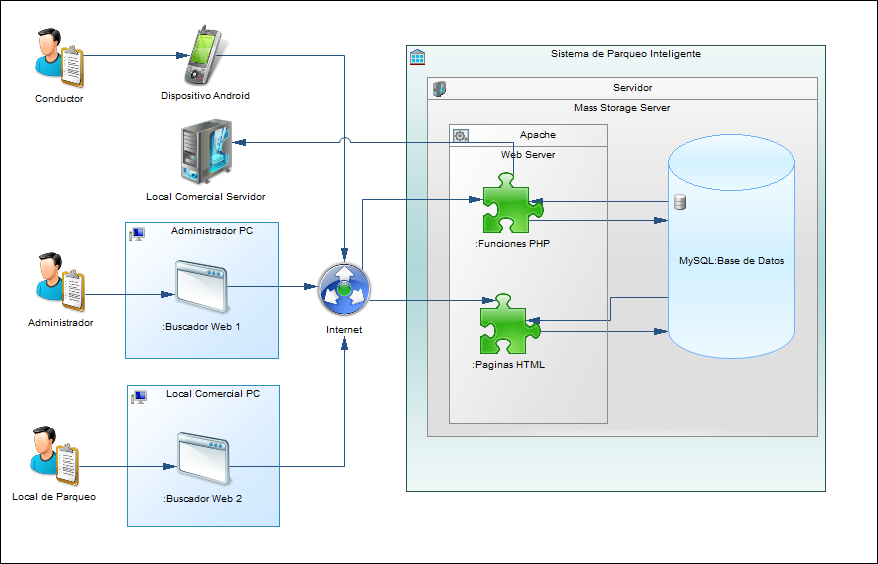 Conductor
Dispositivo Android
Local Comercial Servidor
Administrador PC
:Buscador Web 1
Administrador
Internet
Local Comercial PC
:Buscador Web 2
Local de Parqueo
Sistema de Parqueo Inteligente
Servidor
Mass Storage Server
Apache
Web Server
:Funciones PHP
:Paginas HTML
MySQL:Base de Datos